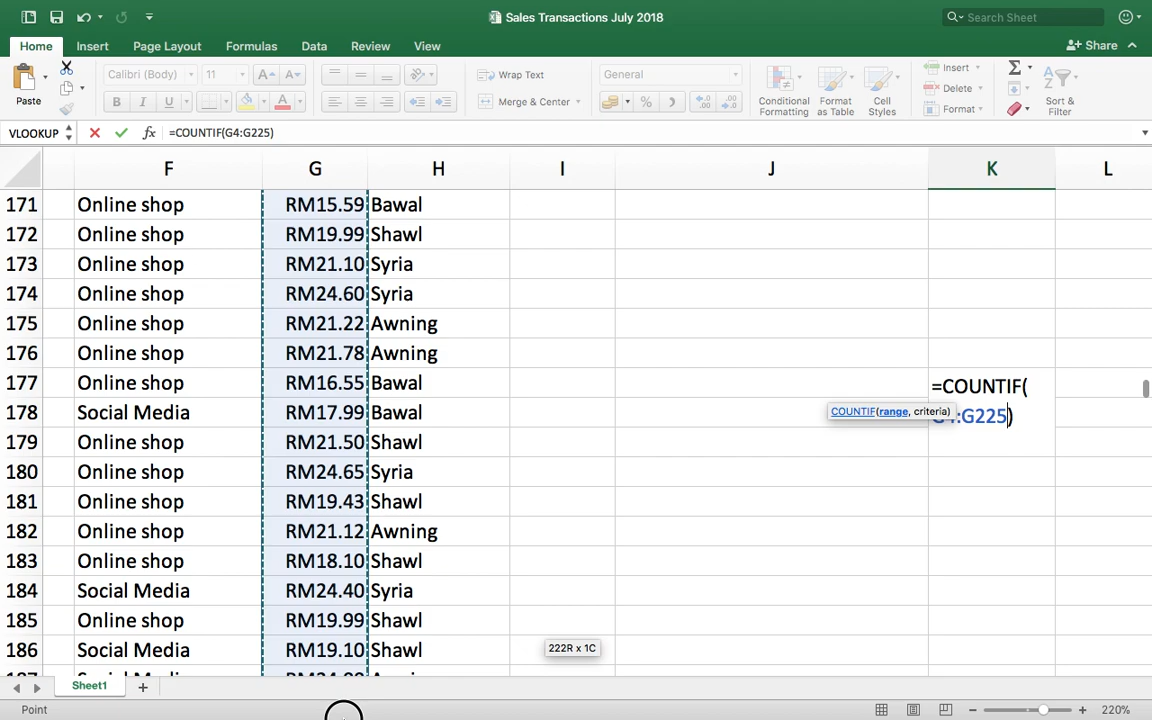 Sales Transactions July 2018
Search Sheet
Home Insert Page Layout Formulas Data Review View
Share
Paste
Calibri (Body) 11
A A
Wrap Text
General
Merge & Center
B I U A
%
Conditional Formatting
Format as Table
Cell Styles
Insert
Delete
Format
Sort & Filter
VLOOKUP fx =COUNTIF(G4:G225)
F G H I J K L
171 Online shop RM15.59 Bawal
172 Online shop RM19.99 Shawl
173 Online shop RM21.10 Syria
174 Online shop RM24.60 Syria
175 Online shop RM21.22 Awning
176 Online shop RM21.78 Awning
177 Online shop RM16.55 Bawal =COUNTIF(
178 Social Media RM17.99 Bawal COUNTIF(range, criteria) G4:G225)
179 Online shop RM21.50 Shawl
180 Online shop RM24.65 Syria
181 Online shop RM19.43 Shawl
182 Online shop RM21.12 Awning
183 Online shop RM18.10 Shawl
184 Social Media RM24.40 Syria
185 Online shop RM19.99 Shawl
186 Social Media RM19.10 Shawl 222R x 1C
Sheet1
Point
220%